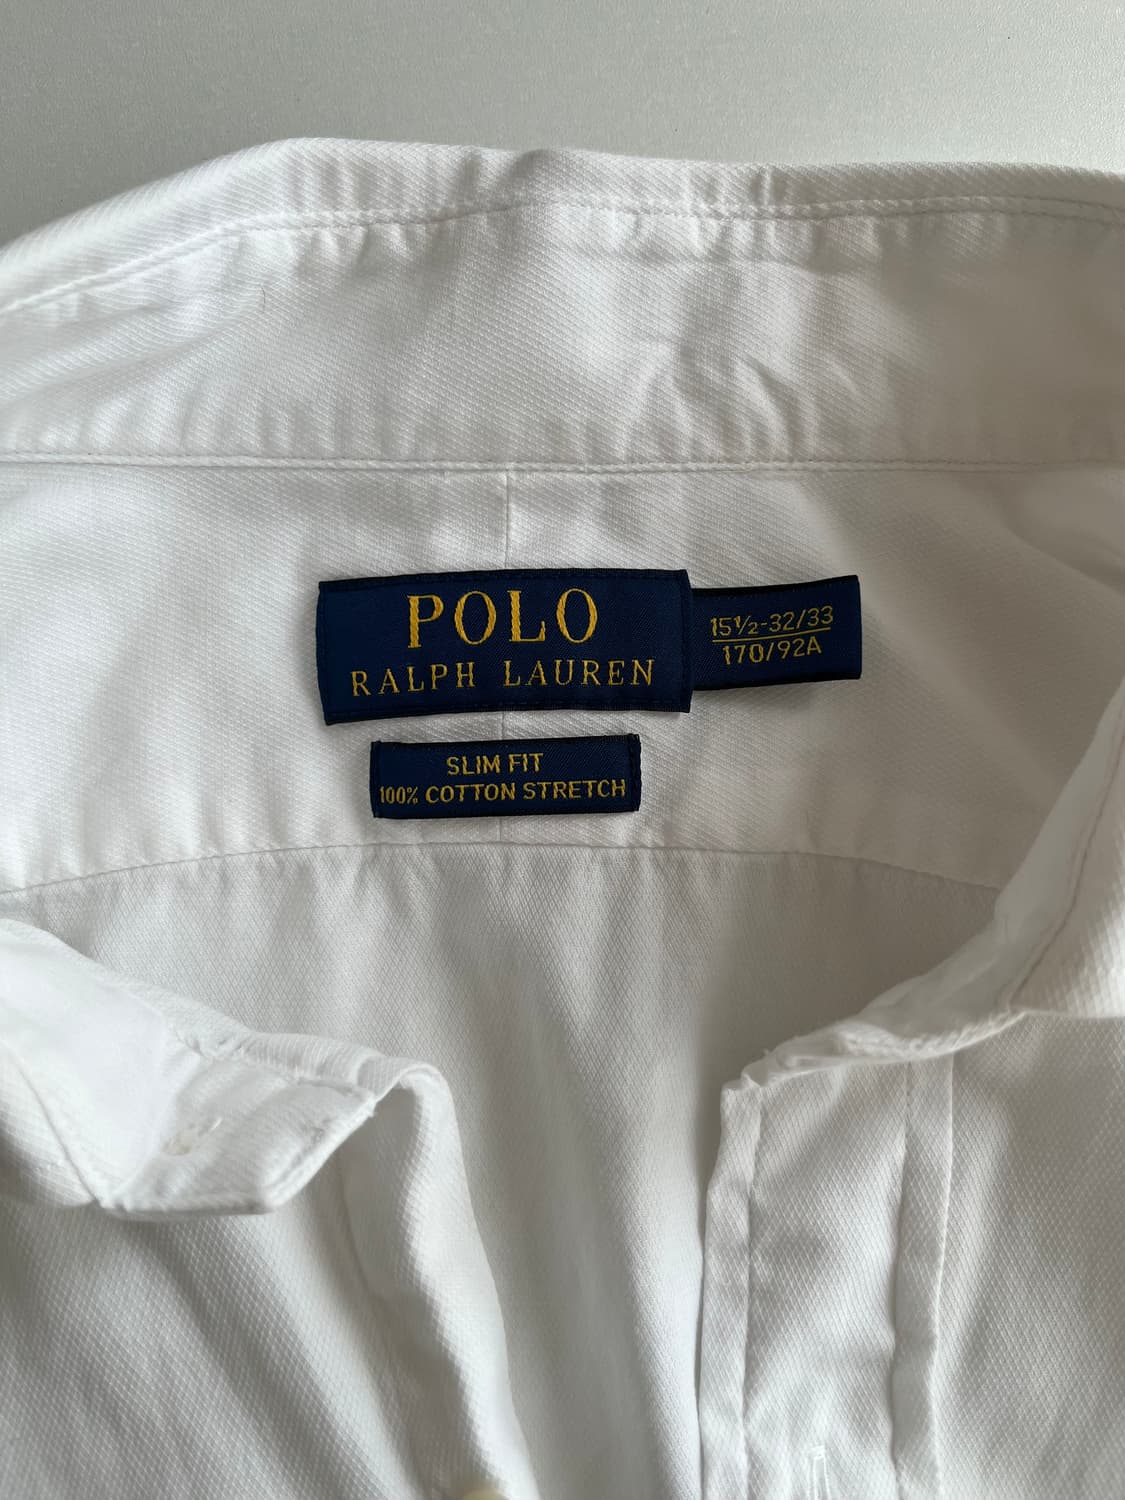 POLO
RALPH LAUREN
15½-32/33
170/92A
SLIM FIT
100% COTTON STRETCH